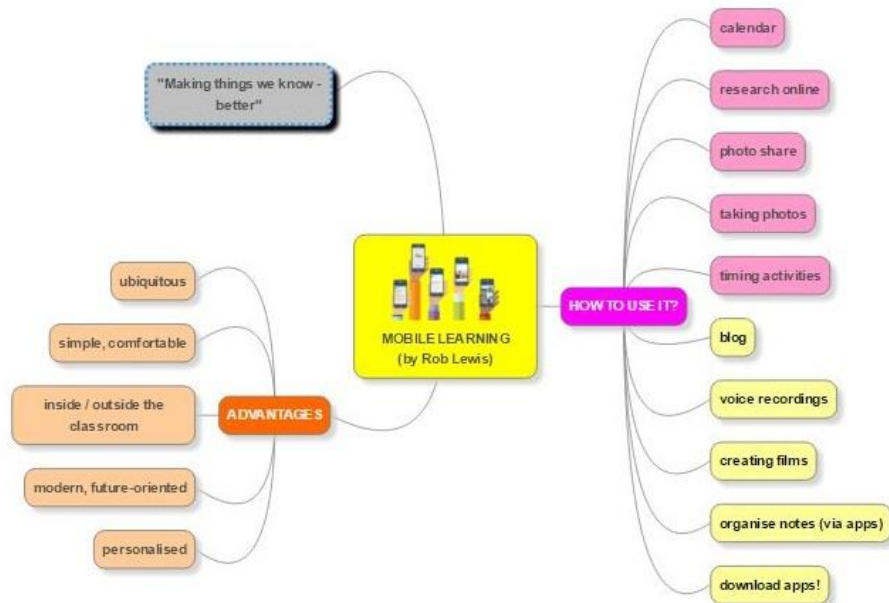 "Making things we know -
better"
MOBILE LEARNING
(by Rob Lewis)
ADVANTAGES
ubiquitous
simple, comfortable
inside / outside the
classroom
modern, future-oriented
personalised
HOW TO USE IT?
calendar
research online
photo share
taking photos
timing activities
blog
voice recordings
creating films
organise notes (via apps)
download apps!